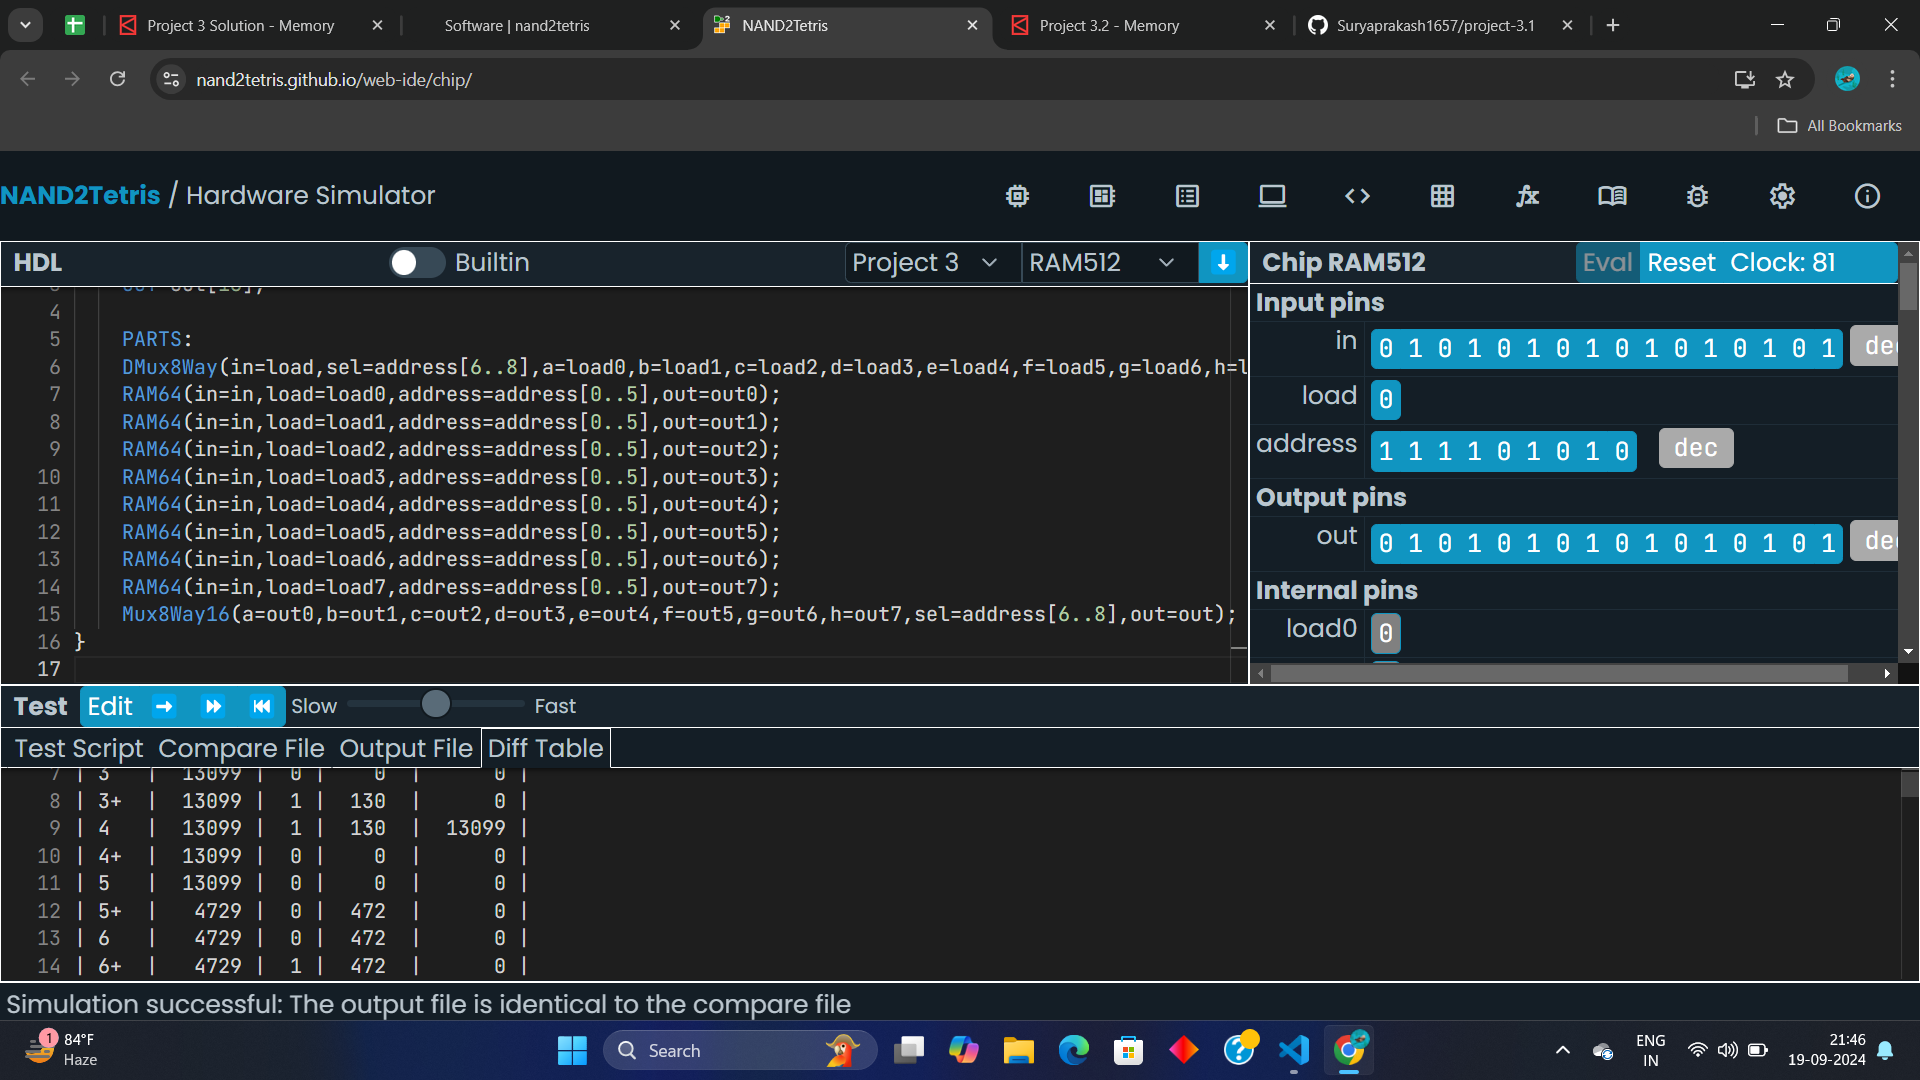 Project 3 Solution - Memory
Software | nand2tetris
NAND2Tetris
Project 3.2 - Memory
Suryaprakash1657/project-3.1
nand2tetris.github.io/web-ide/chip/
All Bookmarks
NAND2Tetris / Hardware Simulator
HDL
Builtin
Project 3
RAM512
4
5 PARTS:
6 DMux8Way(in=load,sel=address[6..8],a=load0,b=load1,c=load2,d=load3,e=load4,f=load5,g=load6,h=l
7 RAM64(in=in,load=load0,address=address[0..5],out=out0);
8 RAM64(in=in,load=load1,address=address[0..5],out=out1);
9 RAM64(in=in,load=load2,address=address[0..5],out=out2);
10 RAM64(in=in,load=load3,address=address[0..5],out=out3);
11 RAM64(in=in,load=load4,address=address[0..5],out=out4);
12 RAM64(in=in,load=load5,address=address[0..5],out=out5);
13 RAM64(in=in,load=load6,address=address[0..5],out=out6);
14 RAM64(in=in,load=load7,address=address[0..5],out=out7);
15 Mux8Way16(a=out0,b=out1,c=out2,d=out3,e=out4,f=out5,g=out6,h=out7,sel=address[6..8],out=out);
16 }
17
Chip RAM512
Eval Reset Clock: 81
Input pins
in 0 1 0 1 0 1 0 1 0 1 0 1 0 1 0 1 dec
load 0
address 1 1 1 1 0 1 0 1 0 dec
Output pins
out 0 1 0 1 0 1 0 1 0 1 0 1 0 1 0 1 dec
Internal pins
load0 0
Test Edit Slow Fast
Test Script Compare File Output File Diff Table
7 | 3 | 13099 | 0 | 0 | 0 |
8 | 3+ | 13099 | 1 | 130 | 0 |
9 | 4 | 13099 | 1 | 130 | 13099 |
10 | 4+ | 13099 | 0 | 0 | 0 |
11 | 5 | 13099 | 0 | 0 | 0 |
12 | 5+ | 4729 | 0 | 472 | 0 |
13 | 6 | 4729 | 0 | 472 | 0 |
14 | 6+ | 4729 | 1 | 472 | 0 |
Simulation successful: The output file is identical to the compare file
1
84°F
Haze
Search
ENG
IN
21:46
19-09-2024